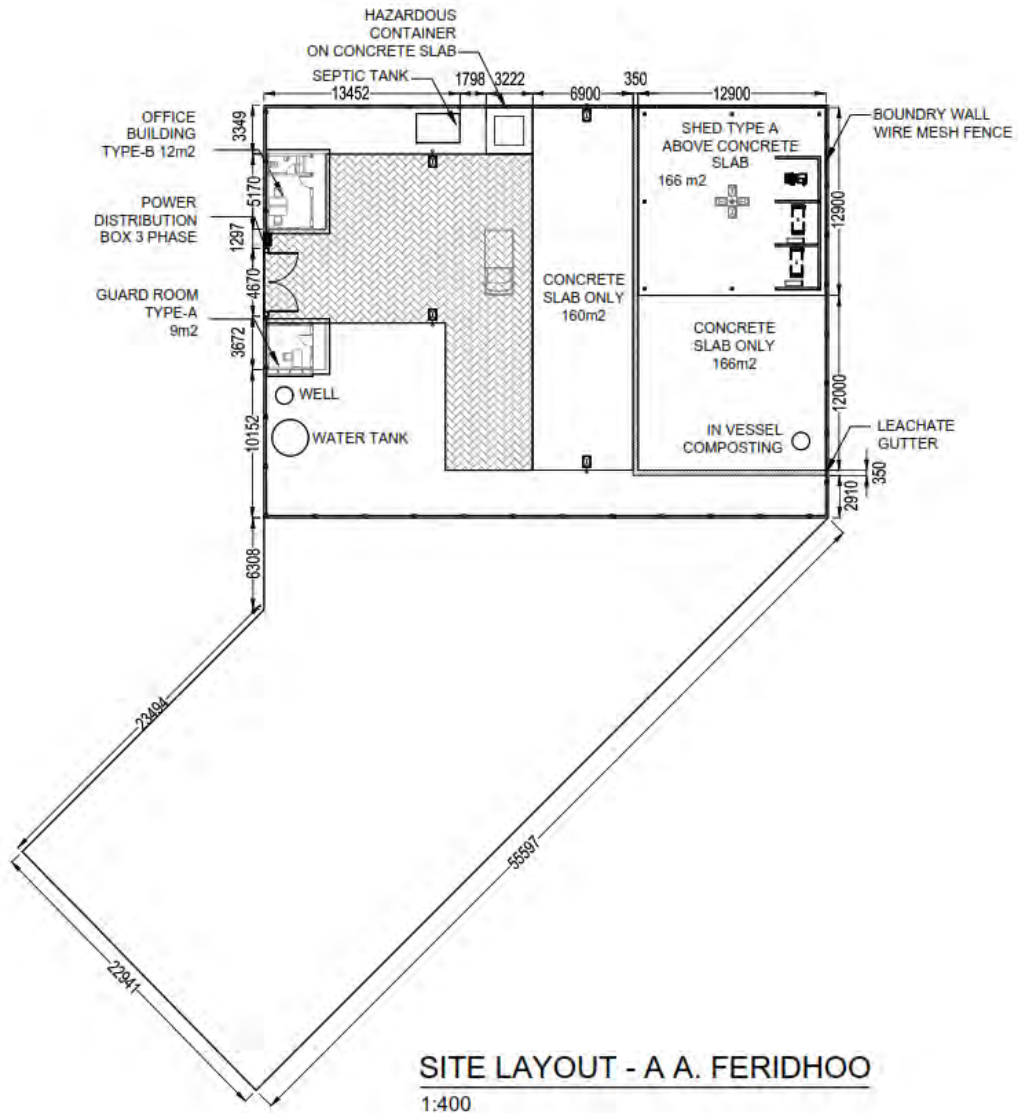 HAZARDOUS
CONTAINER
ON CONCRETE SLAB
SEPTIC TANK
13452
1798
3222
6900
350
12900
OFFICE
BUILDING
TYPE-B 12m2
POWER
DISTRIBUTION
BOX 3 PHASE
GUARD ROOM
TYPE-A
9m2
3349
5170
1297
4670
3672
10152
6308
WELL
WATER TANK
CONCRETE
SLAB ONLY
160m2
SHED TYPE A
ABOVE CONCRETE
SLAB
166 m2
CONCRETE
SLAB ONLY
166m2
IN VESSEL
COMPOSTING
BOUNDRY WALL
WIRE MESH FENCE
12900
12000
LEACHATE
GUTTER
350
2910
23494
22941
55597
SITE LAYOUT - A A. FERIDHOO
1:400